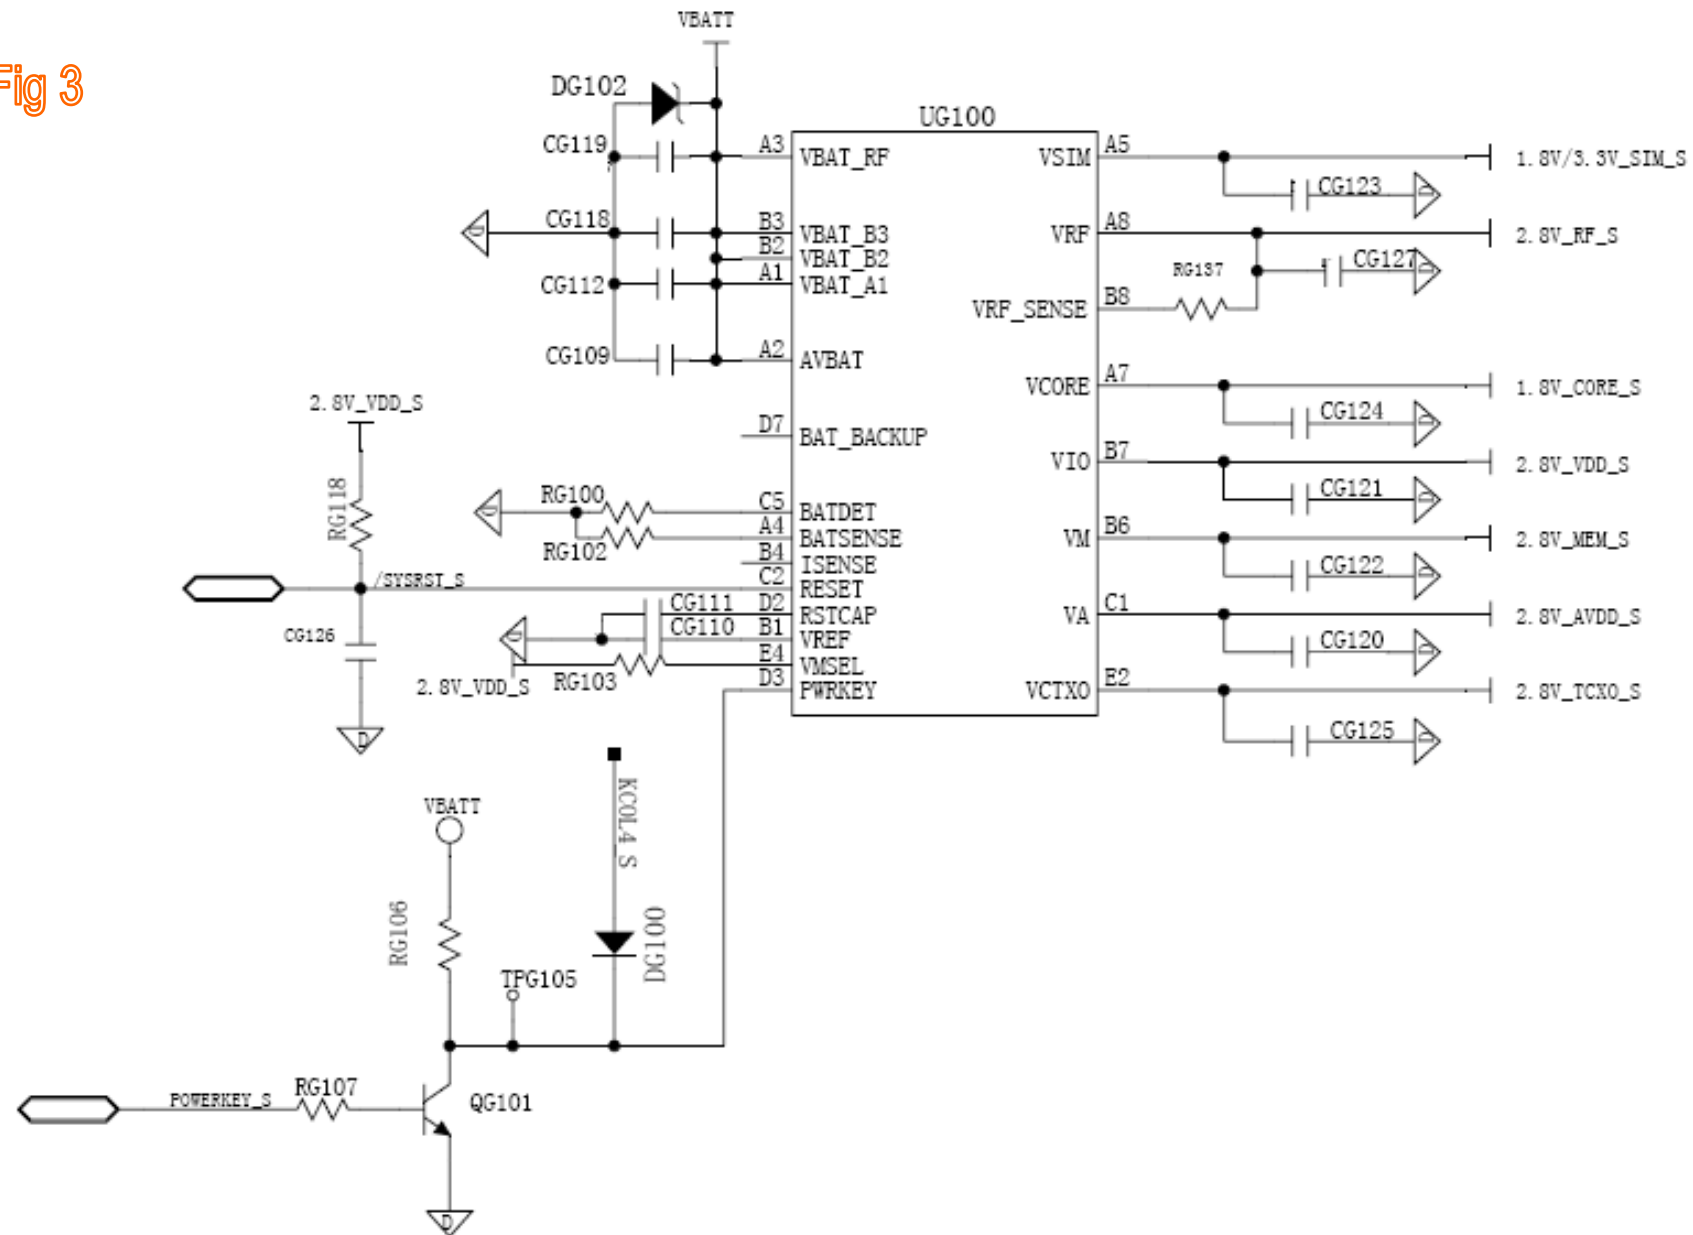 Fig 3
VBATT
DG102
CG119
CG118
CG112
CG109
UG100
A3 VBAT_RF
B3 VBAT_B3
B2 VBAT_B2
A1 VBAT_A1
A2 AVBAT
D7 BAT_BACKUP
C5 BATDET
A4 BATSENSE
B4 ISENSE
C2 RESET
D2 RSTCAP
B1 VREF
E4 VMSEL
D3 PWRKEY
VSIM A5
1.8V/3.3V_SIM_S
CG123
D
VRF A8
2.8V_RF_S
CG127
D
RG137
VRF_SENSE B8
VCORE A7
1.8V_CORE_S
CG124
D
VIO B7
2.8V_VDD_S
CG121
D
VM B6
2.8V_MEM_S
CG122
D
VA C1
2.8V_AVDD_S
CG120
D
VCTXO E2
2.8V_TCXO_S
CG125
D
D
2.8V_VDD_S
RG118
RG100
D
RG102
/SYSRST_S
CG126
D
CG111
CG110
D
2.8V_VDD_S
RG103
VBATT
RG106
KCOL4_S
DG100
TPG105
POWERKEY_S
RG107
QG101
D